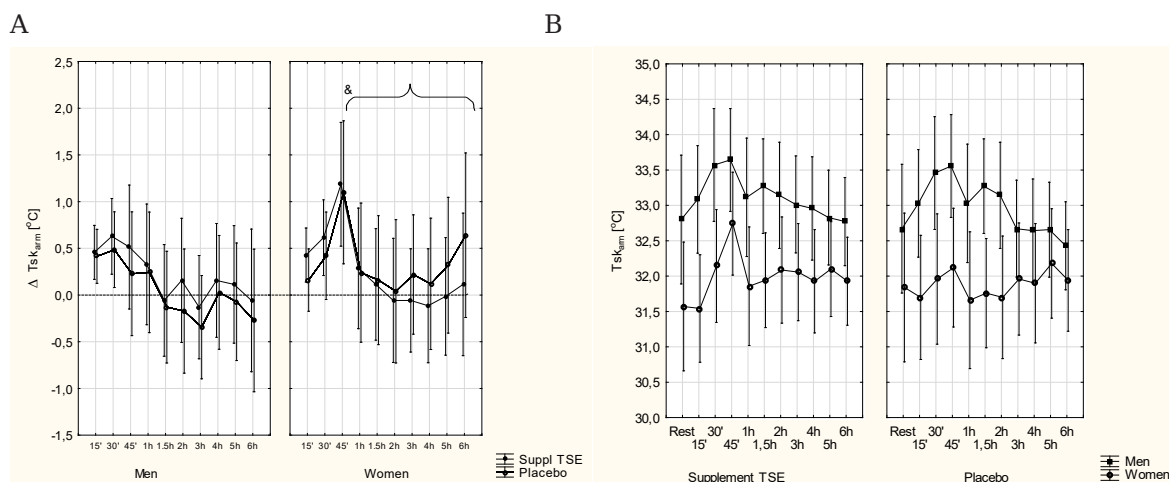 A
B
Δ Tsk_arm [°C]
2,5
2,0
1,5
1,0
0,5
0,0
-0,5
-1,0
-1,5
&
15' 30' 45' 1h 1.5h 2h 3h 4h 5h 6h
15' 30' 45' 1h 1.5h 2h 3h 4h 5h 6h
Men
Women
Suppl TSE
Placebo
Tsk_arm [°C]
35,0
34,5
34,0
33,5
33,0
32,5
32,0
31,5
31,0
30,5
30,0
Rest 15' 30' 45' 1h 1,5h 2h 3h 4h 5h 6h
Rest 15' 30' 45' 1h 1,5h 2h 3h 4h 5h 6h
Supplement TSE
Placebo
Men
Women